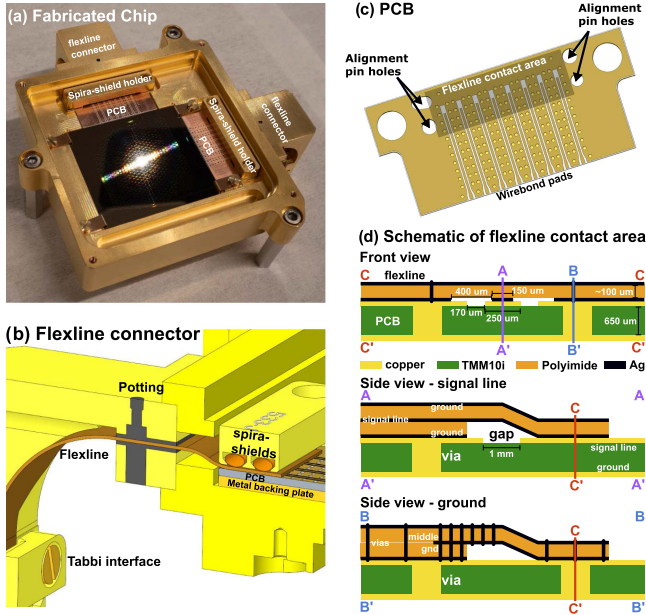 (a) Fabricated Chip
flexline
connector
Spira-shield holder
PCB
flexline
connector
Spira-shield holder
PCB
(b) Flexline connector
Potting
spira-
shields
Flexline
PCB
Metal backing plate
Tabbi interface
(c) PCB
Alignment
pin holes
Alignment
pin holes
Flexline contact area
Wirebond pads
(d) Schematic of flexline contact area
Front view
A
B
C
flexline
C
400 um
150 um
~100 um
170 um
250 um
PCB
650 um
C'
A'
B'
C'
copper
TMM10i
Polyimide
Ag
Side view - signal line
A
A
ground
C
signal line
ground
gap
signal line
via
1 mm
ground
A'
C'
A'
Side view - ground
B
B
C
vias
middle
gnd
via
B'
C'
B'